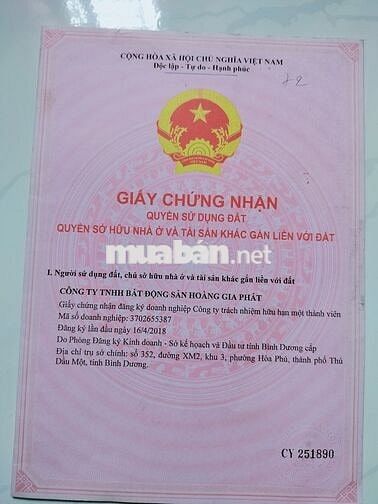 CỘNG HÒA XÃ HỘI CHỦ NGHĨA VIỆT NAM
Độc lập - Tự do - Hạnh phúc
72
GIẤY CHỨNG NHẬN
QUYỀN SỬ DỤNG ĐẤT
QUYỀN SỞ HỮU NHÀ Ở VÀ TÀI SẢN KHÁC GẮN LIỀN VỚI ĐẤT
muaban.net
I. Người sử dụng đất, chủ sở hữu nhà ở và tài sản khác gắn liền với đất
CÔNG TY TNHH BẤT ĐỘNG SẢN HOÀNG GIA PHÁT
Giấy chứng nhận đăng ký doanh nghiệp Công ty trách nhiệm hữu hạn một thành viên
Mã số doanh nghiệp: 3702655387
Đăng ký lần đầu ngày 16/4/2018
Do Phòng Đăng ký Kinh doanh - Sở kế hoạch và Đầu tư tỉnh Bình Dương cấp
Địa chỉ trụ sở chính: số 352, đường XM2, khu 3, phường Hòa Phú, thành phố Thủ
Dầu Một, tỉnh Bình Dương.
CY 251890